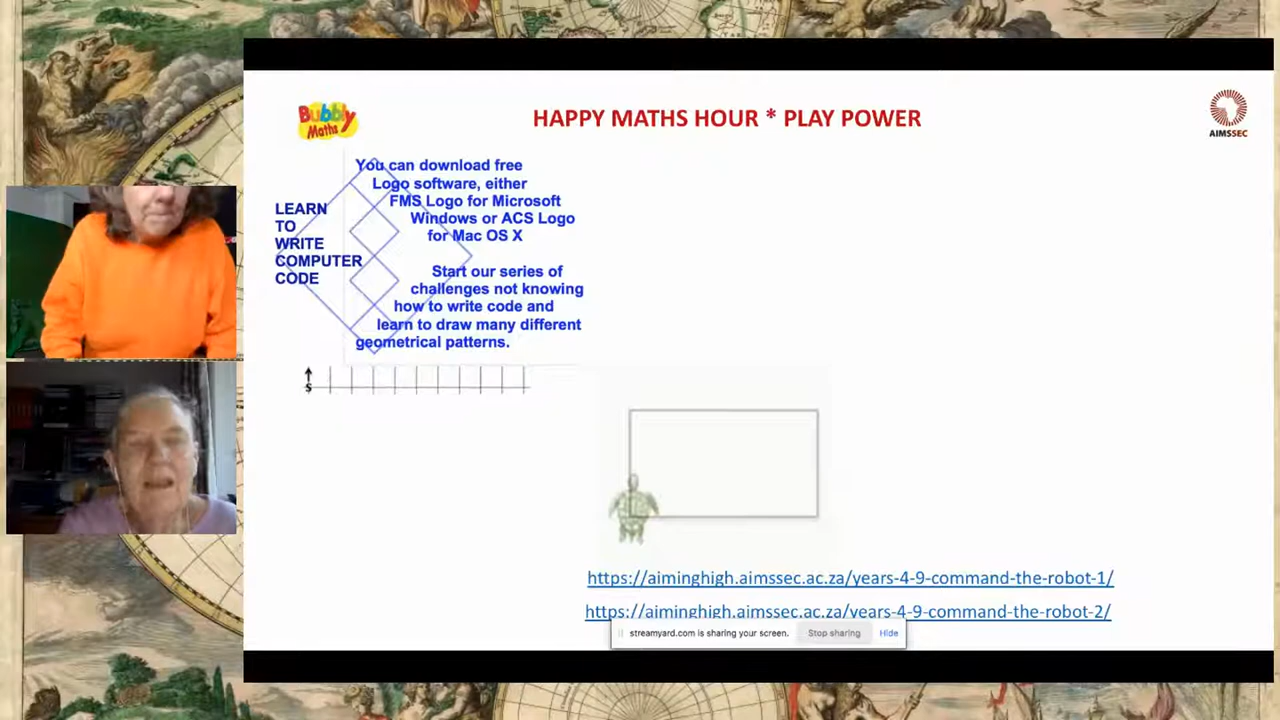 Bubbly
Maths
HAPPY MATHS HOUR * PLAY POWER
AIMSSEC
LEARN
TO
WRITE
COMPUTER
CODE
You can download free
Logo software, either
FMS Logo for Microsoft
Windows or ACS Logo
for Mac OS X
Start our series of
challenges not knowing
how to write code and
learn to draw many different
geometrical patterns.
S
https://aiminghigh.aimssec.ac.za/years-4-9-command-the-robot-1/
https://aiminghigh.aimssec.ac.za/years-4-9-command-the-robot-2/
streamyard.com is sharing your screen.
Stop sharing
Hide